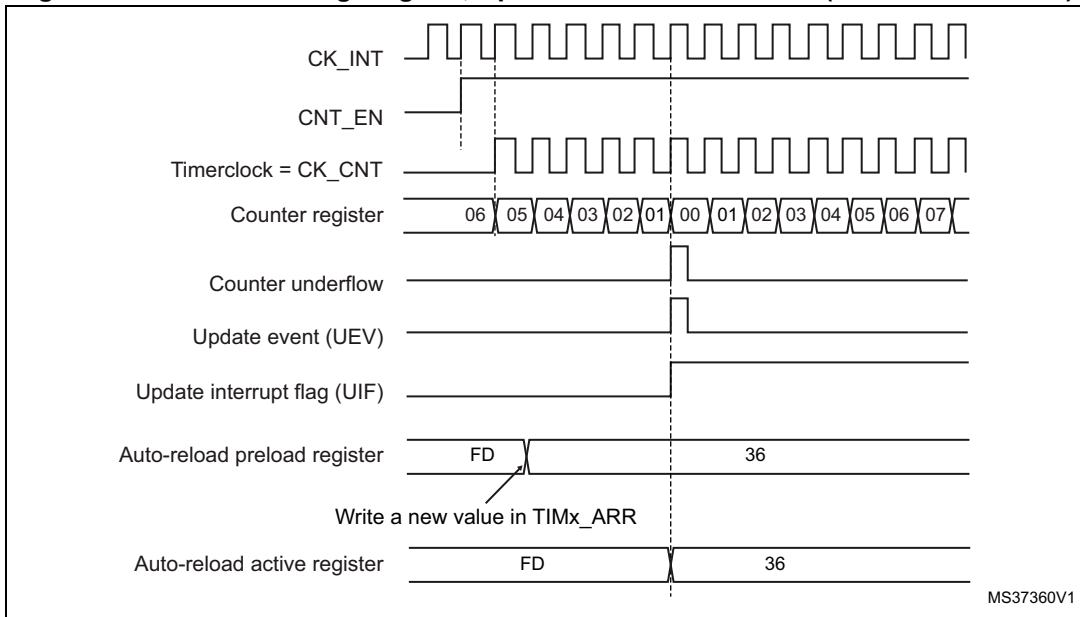 CK_INT
CNT_EN
Timerclock = CK_CNT
Counter register 06 05 04 03 02 01 00 01 02 03 04 05 06 07
Counter underflow
Update event (UEV)
Update interrupt flag (UIF)
Auto-reload preload register FD 36
Write a new value in TIMx_ARR
Auto-reload active register FD 36
MS37360V1